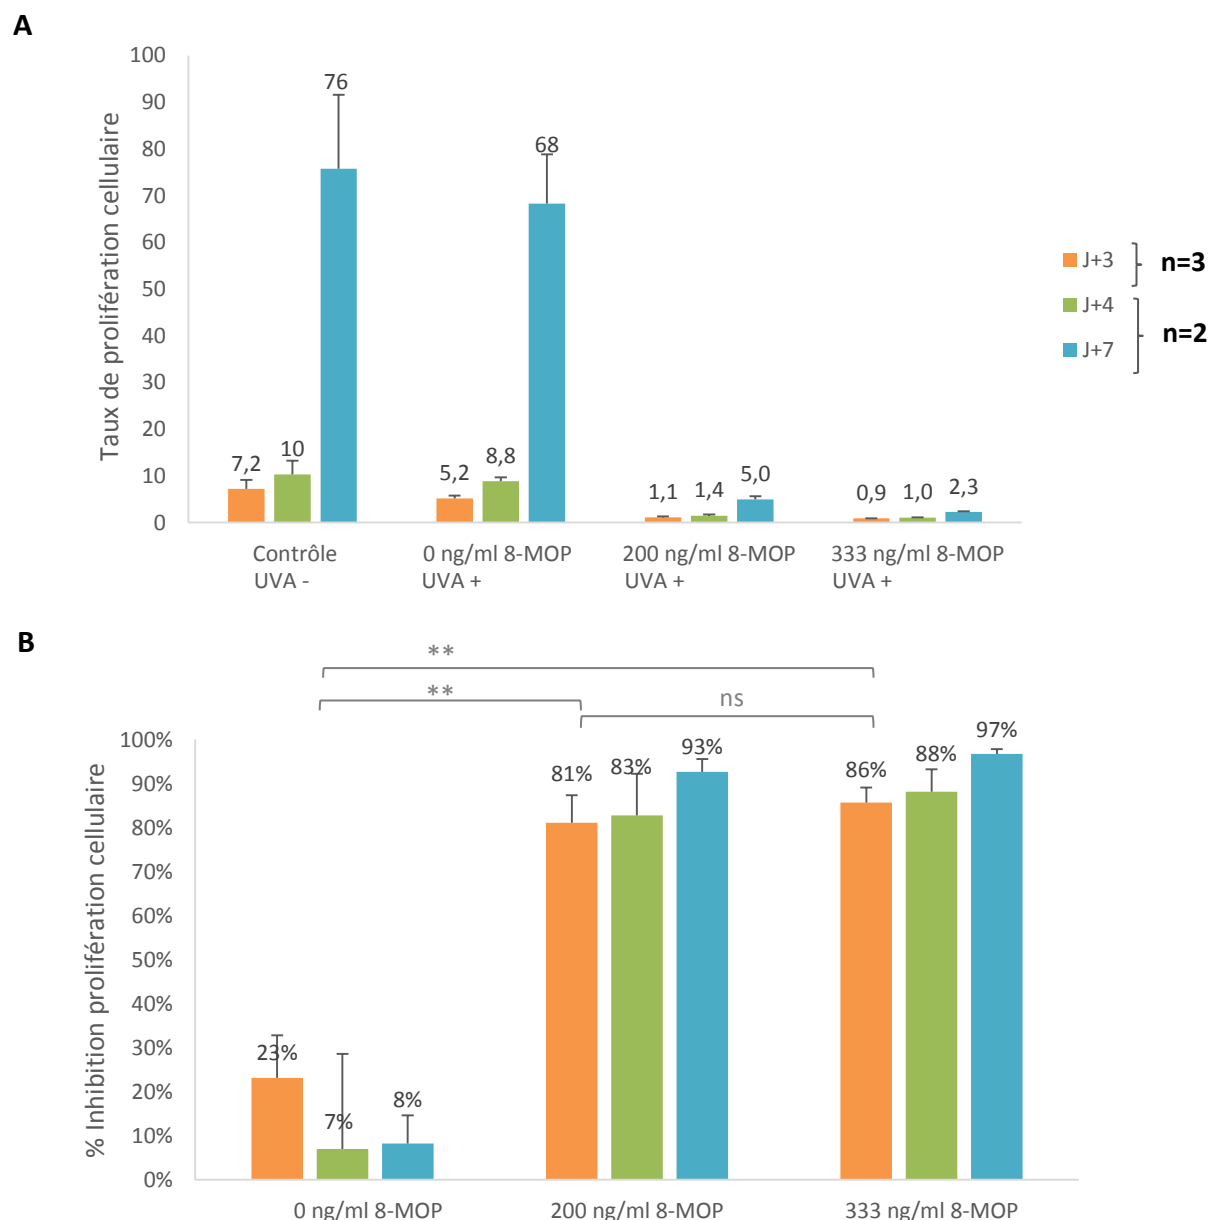 A
Taux de prolifération cellulaire
100
90
80
70
60
50
40
30
20
10
0
7,2
10
76
5,2
8,8
68
1,1
1,4
5,0
0,9
1,0
2,3
Contrôle
UVA -
0 ng/ml 8-MOP
UVA +
200 ng/ml 8-MOP
UVA +
333 ng/ml 8-MOP
UVA +
J+3
n=3
J+4
J+7
n=2
B
**
**
ns
% Inhibition prolifération cellulaire
100%
90%
80%
70%
60%
50%
40%
30%
20%
10%
0%
23%
7%
8%
81%
83%
93%
86%
88%
97%
0 ng/ml 8-MOP
200 ng/ml 8-MOP
333 ng/ml 8-MOP